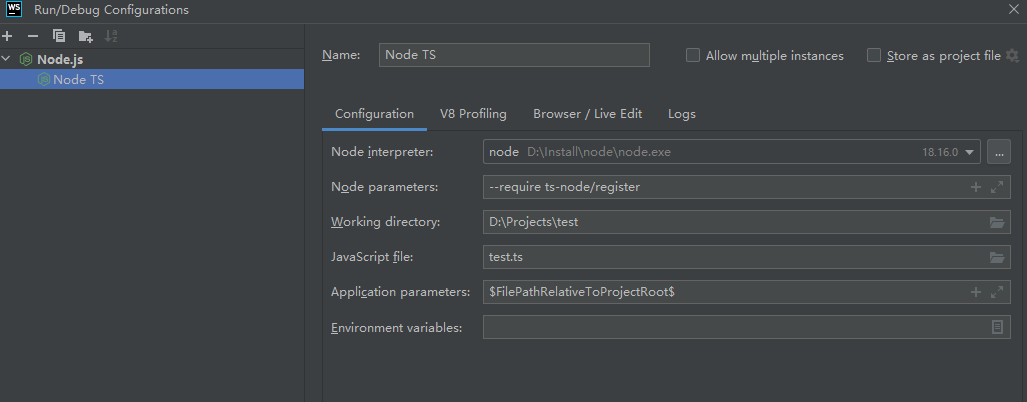 WS Run/Debug Configurations
Node.js
Node TS
Name: Node TS Allow multiple instances Store as project file
Configuration V8 Profiling Browser / Live Edit Logs
Node interpreter: node D:\Install\node\node.exe 18.16.0 ...
Node parameters: --require ts-node/register
Working directory: D:\Projects\test
JavaScript file: test.ts
Application parameters: $FilePathRelativeToProjectRoot$
Environment variables: